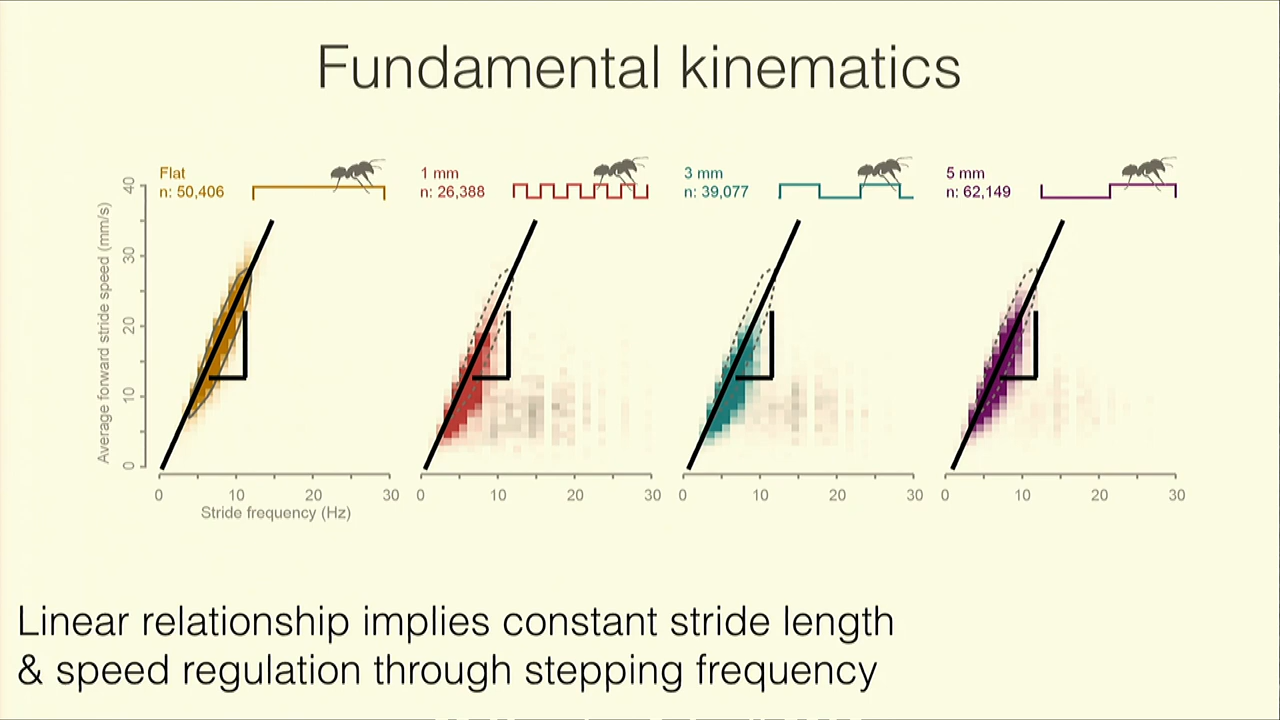 Fundamental kinematics
Flat
n: 50,406
1 mm
n: 26,388
3 mm
n: 39,077
5 mm
n: 62,149
Average forward stride speed (mm/s)
40
30
20
10
0
0 10 20 30
0 10 20 30
0 10 20 30
0 10 20 30
Stride frequency (Hz)
Linear relationship implies constant stride length
& speed regulation through stepping frequency